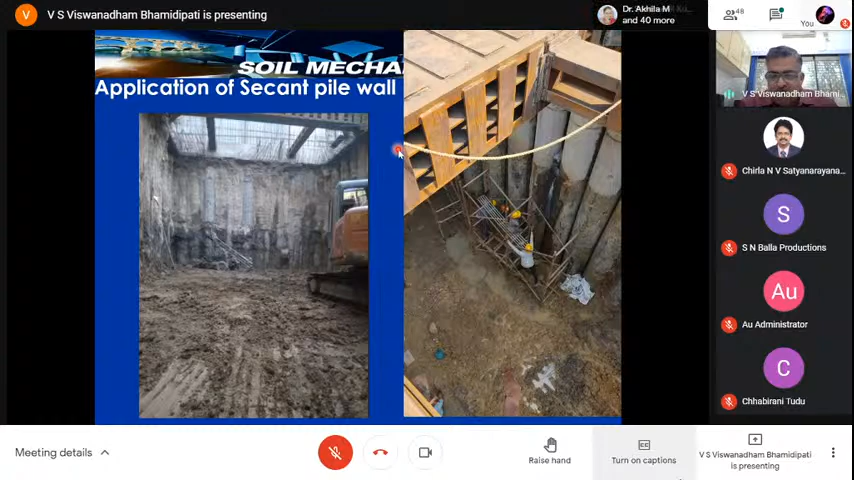 V
V S Viswanadham Bhamidipati is presenting
Dr. Akhila M
and 40 more
48
You
SOIL MECHA
Application of Secant pile wall
V S Viswanadham Bhami...
Chirla N V Satyanarayana...
S
S N Balla Productions
Au
Au Administrator
C
Chhabirani Tudu
Meeting details
Raise hand
Turn on captions
V S Viswanadham Bhamidipati
is presenting